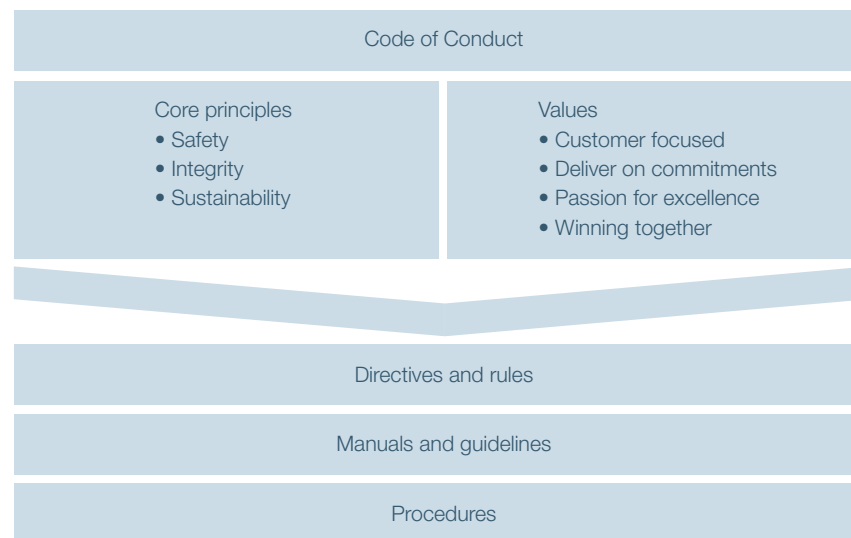 Code of Conduct
Core principles
• Safety
• Integrity
• Sustainability
Values
• Customer focused
• Deliver on commitments
• Passion for excellence
• Winning together
Directives and rules
Manuals and guidelines
Procedures